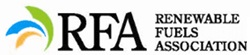 RFA
RENEWABLE
FUELS
ASSOCIATION